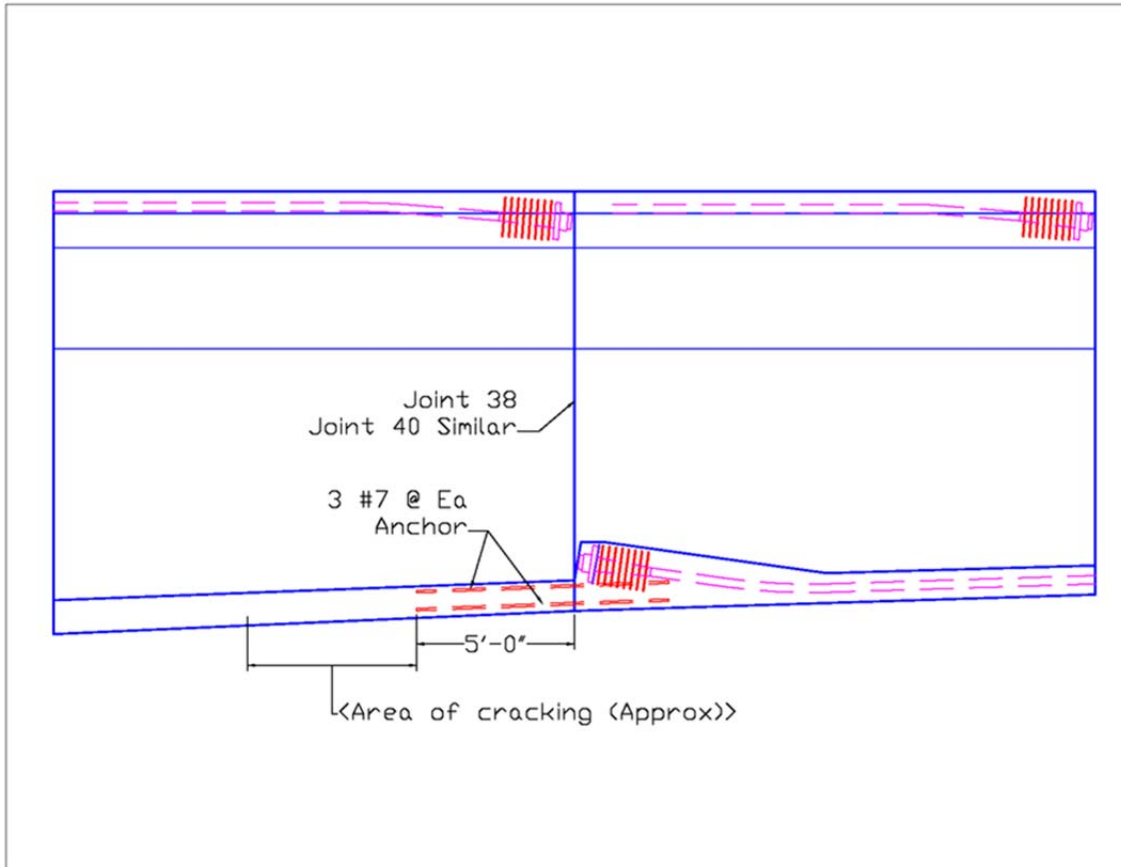 Joint 38
Joint 40 Similar
3 #7 @ Ea
Anchor
5'-0"
<Area of cracking (Approx)>